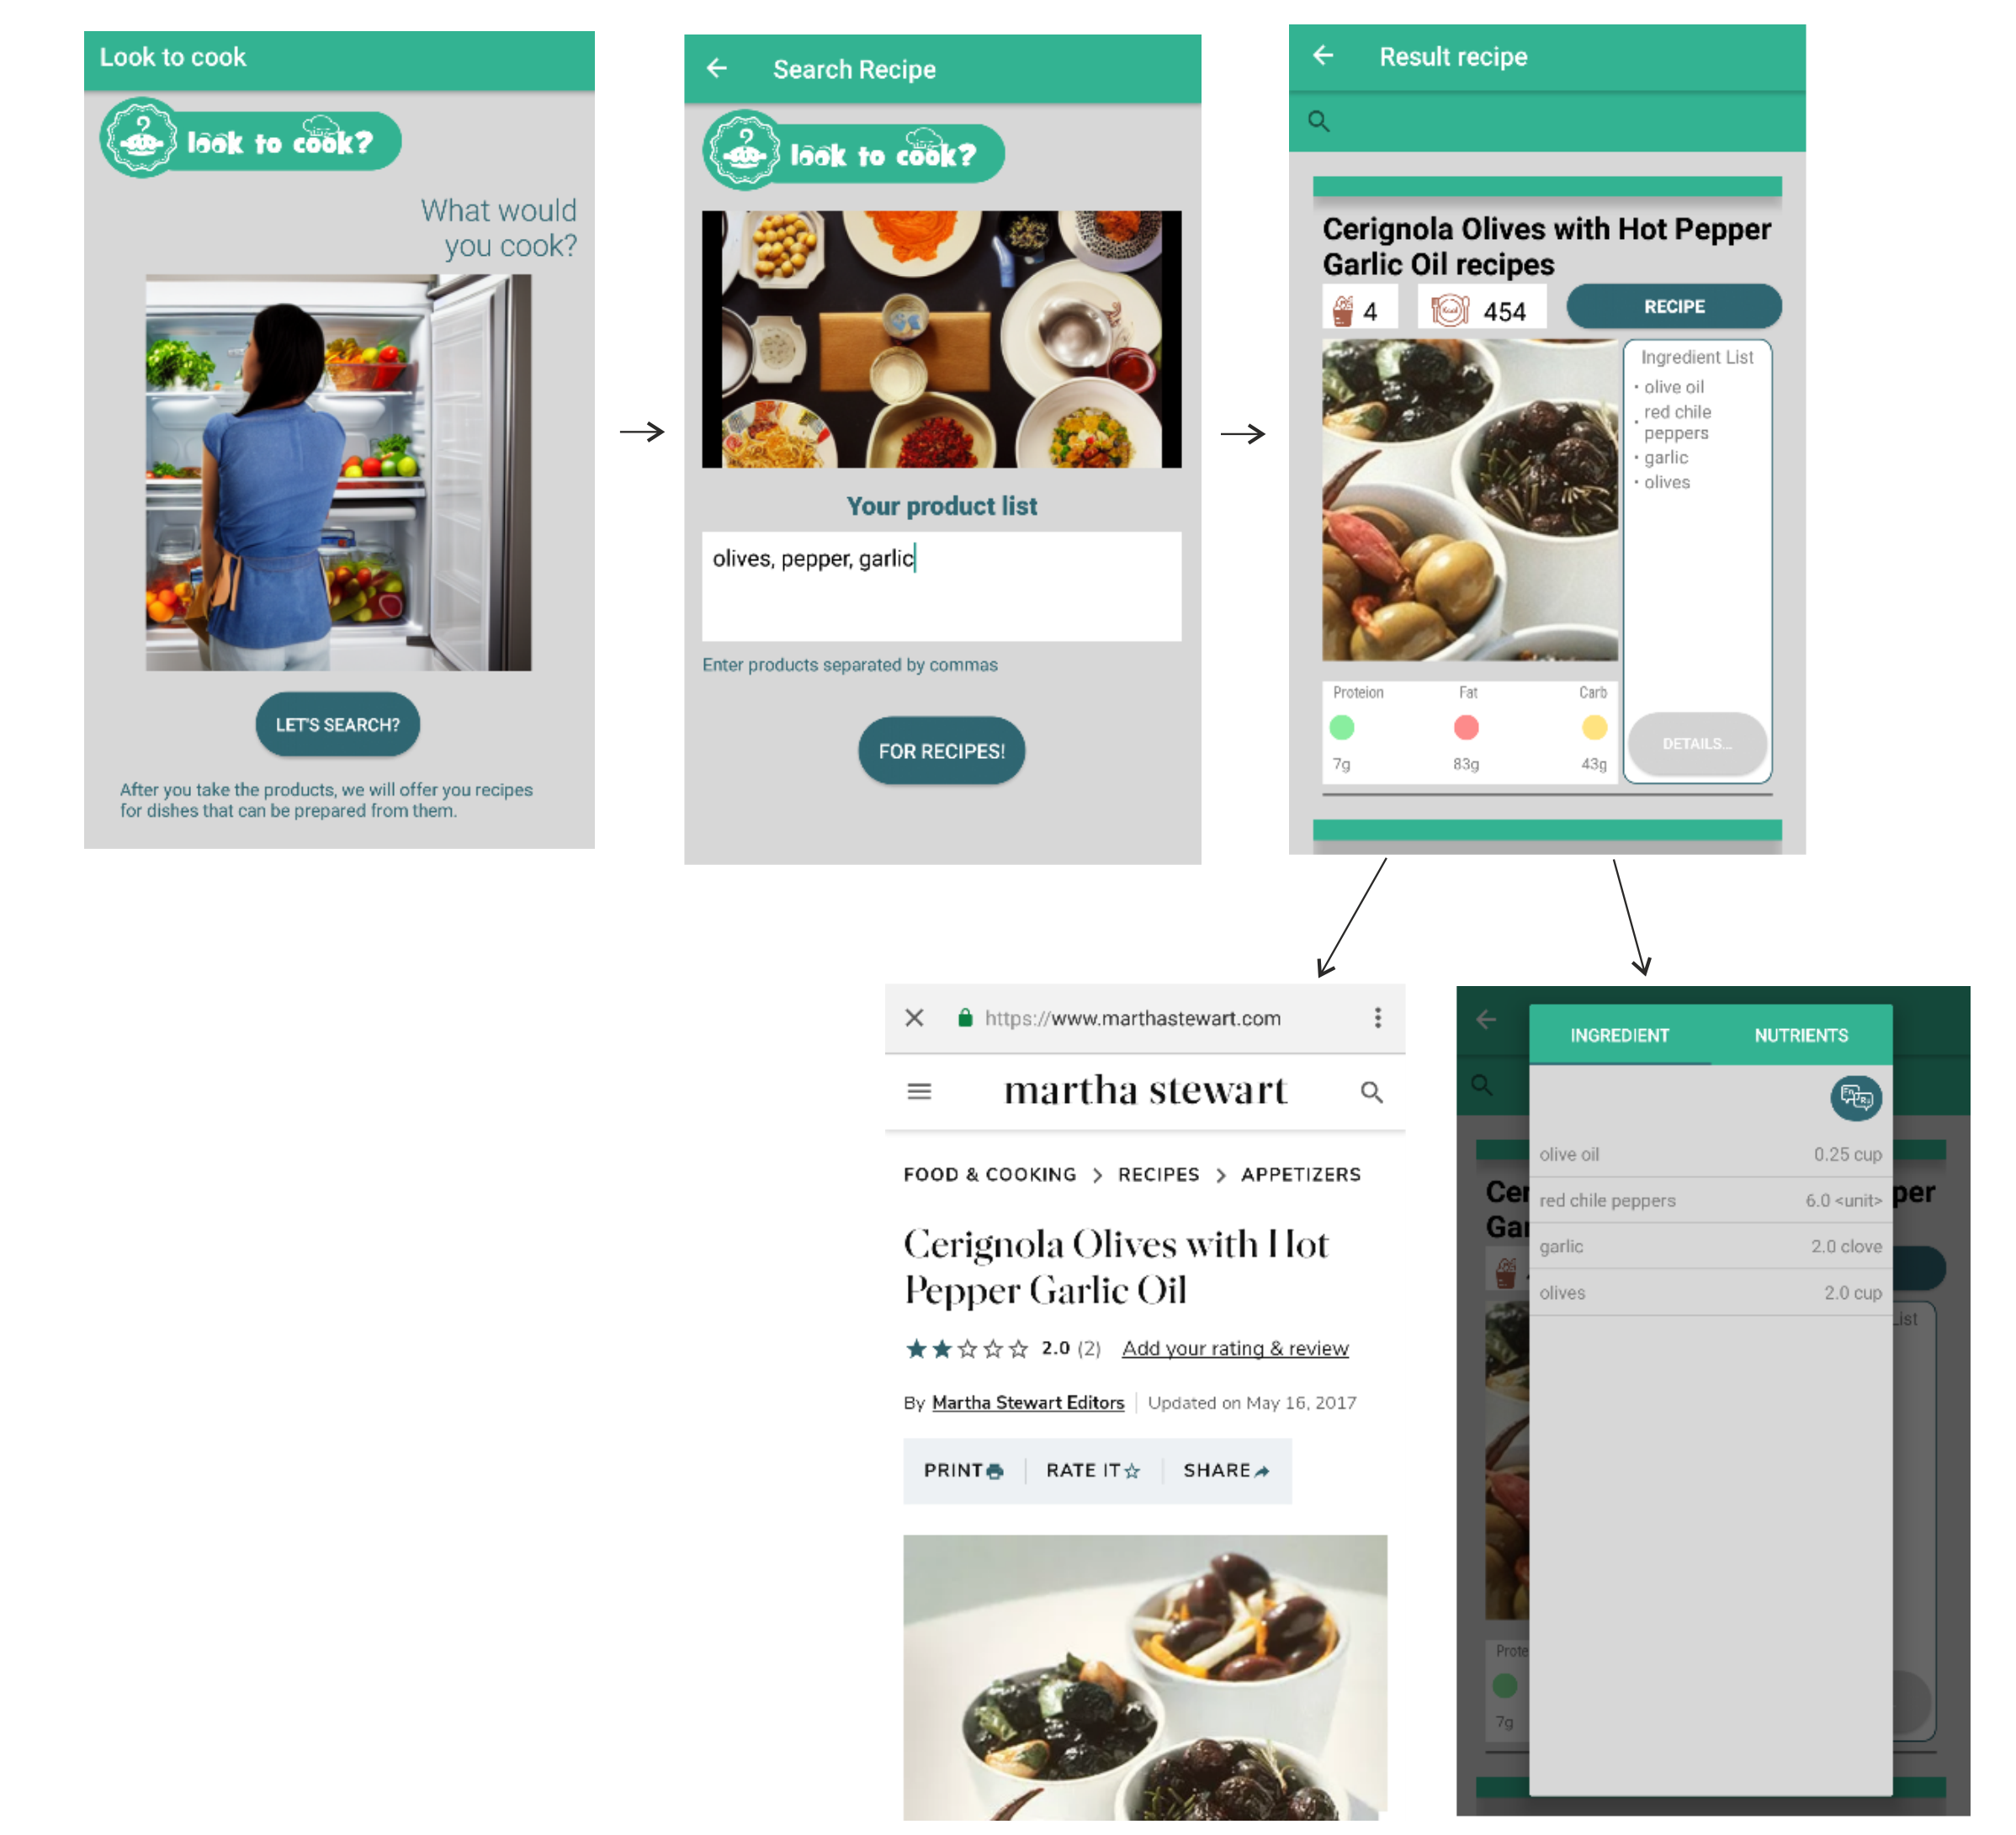 Look to cook
look to cook?
What would
you cook?
LET'S SEARCH?
After you take the products, we will offer you recipes
for dishes that can be prepared from them.
Search Recipe
look to cook?
Your product list
olives, pepper, garlic
Enter products separated by commas
FOR RECIPES!
Result recipe
Cerignola Olives with Hot Pepper
Garlic Oil recipes
4
454
RECIPE
Ingredient List
• olive oil
• red chile
peppers
• garlic
• olives
Proteion Fat Carb
7g 83g 43g
DETAILS...
https://www.marthastewart.com
martha stewart
FOOD & COOKING > RECIPES > APPETIZERS
Cerignola Olives with Hot
Pepper Garlic Oil
2.0 (2) Add your rating & review
By Martha Stewart Editors | Updated on May 16, 2017
PRINT | RATE IT | SHARE
INGREDIENT NUTRIENTS
olive oil 0.25 cup
red chile peppers 6.0 <unit>
garlic 2.0 clove
olives 2.0 cup
Cer per
Gar
List
Prote
7g